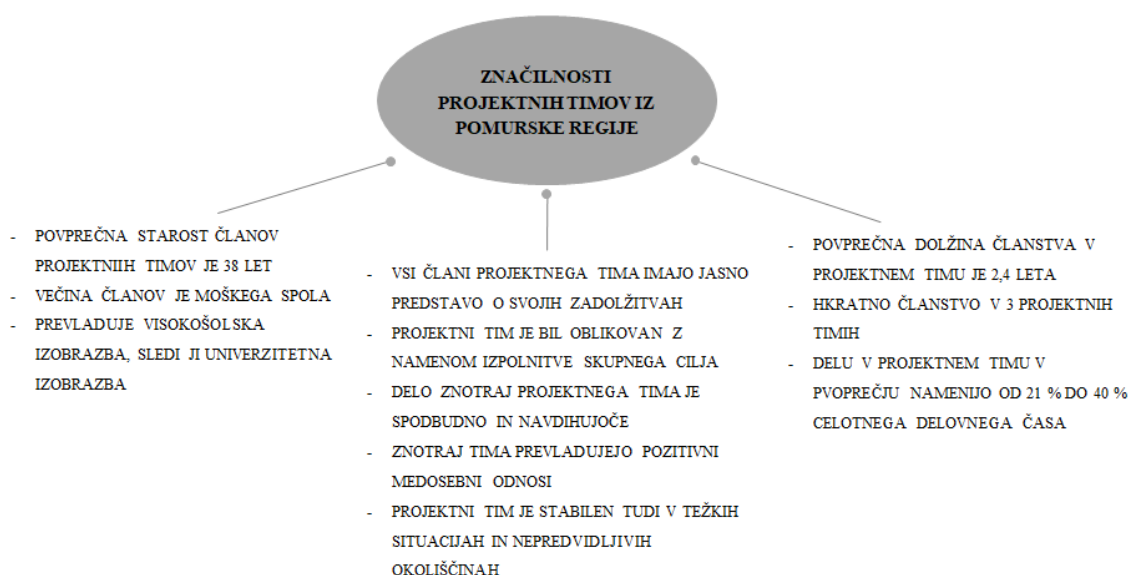 ZNAČILNOSTI
PROJEKTNIH TIMOV IZ
POMURSKE REGIJE
- POVPREČNA STAROST ČLANOV
PROJEKTNIIH TIMOV JE 38 LET
- VEČINA ČLANOV JE MOŠKEGA SPOLA
- PREVLADUJE VISOKOŠOLSKA
IZOBRAZBA, SLEDI JI UNIVERZITETNA
IZOBRAZBA
- VSI ČLANI PROJEKTNEGA TIMA IMAJO JASNO
PREDSTAVO O SVOJIH ZADOLŽITVAH
- PROJEKTNI TIM JE BIL OBLIKOVAN Z
NAMENOM IZPOLNITVE SKUPNEGA CILJA
- DELO ZNOTRAJ PROJEKTNEGA TIMA JE
SPODBUDNO IN NAVDIHUJOČE
- ZNOTRAJ TIMA PREVLADUJEJO POZITIVNI
MEDOSEBNI ODNOSI
- PROJEKTNI TIM JE STABILEN TUDI V TEŽKIH
SITUACIJAH IN NEPREDVIDLJIVIH
OKOLIŠČINAH
- POVPREČNA DOLŽINA ČLANSTVA V
PROJEKTNEM TIMU JE 2,4 LETA
- HKRATNO ČLANSTVO V 3 PROJEKTNIH
TIMIH
- DELU V PROJEKTNEM TIMU V
PVOPREČJU NAMENIJO OD 21 % DO 40 %
CELOTNEGA DELOVNEGA ČASA